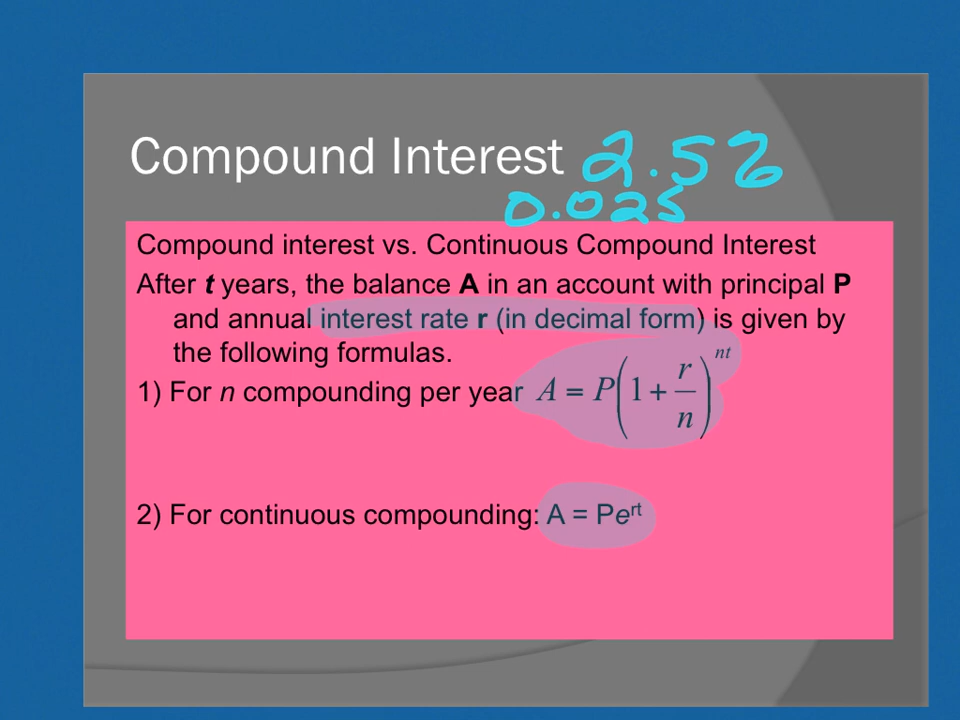 Compound Interest 2.5%
0.025
Compound interest vs. Continuous Compound Interest
After t years, the balance A in an account with principal P
and annual interest rate r (in decimal form) is given by
the following formulas.
1) For n compounding per year A = P(1 + r/n)^nt
2) For continuous compounding: A = Pe^rt